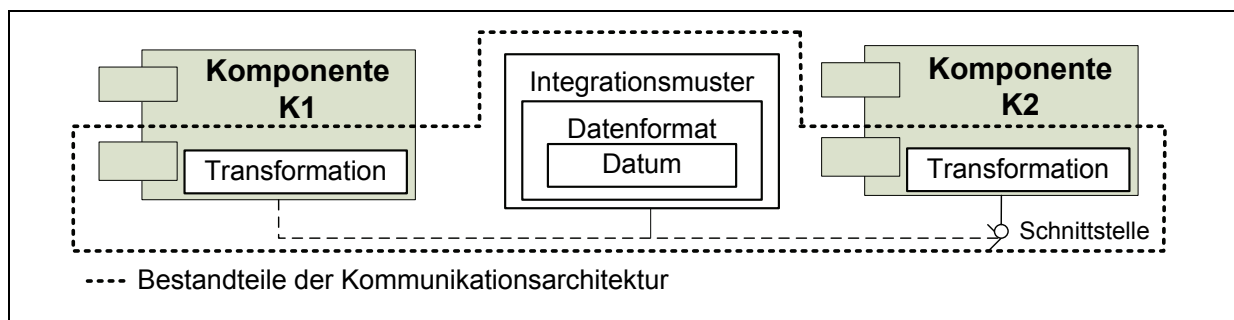 Komponente
K1
Transformation
Integrationsmuster
Datenformat
Datum
Komponente
K2
Transformation
Schnittstelle
Bestandteile der Kommunikationsarchitektur